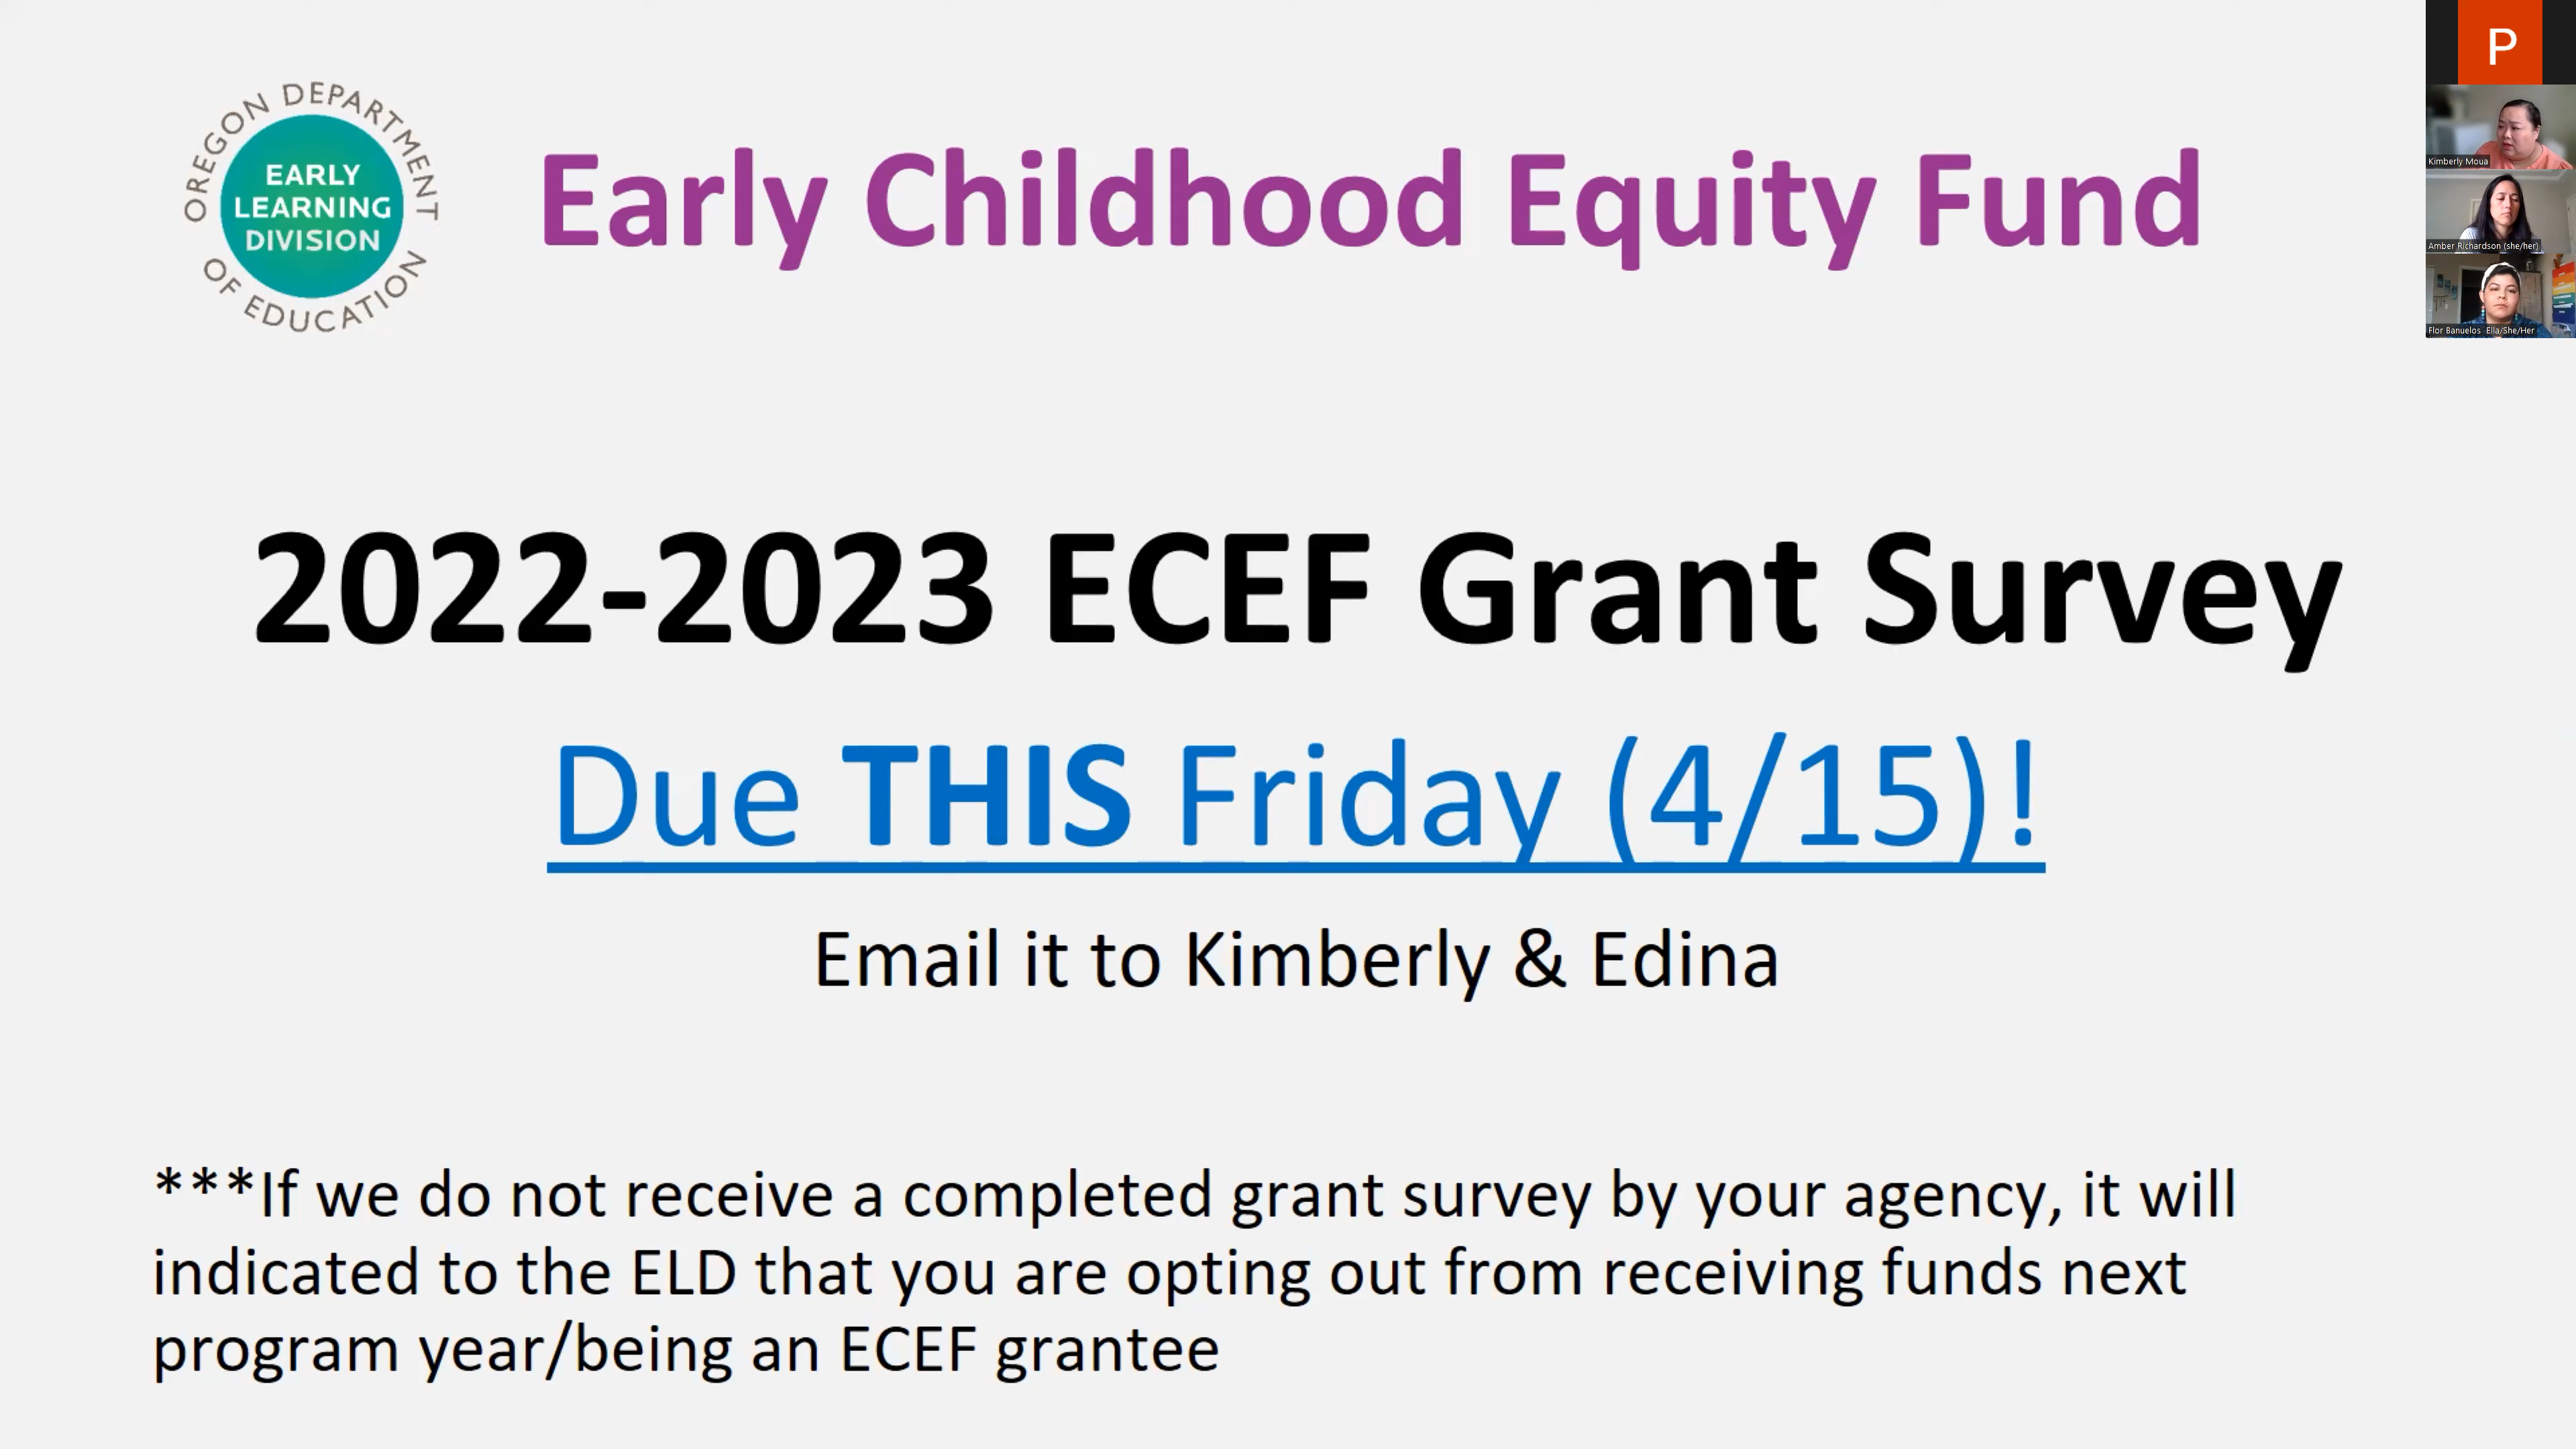 OREGON DEPARTMENT
OF EDUCATION
EARLY
LEARNING
DIVISION
Early Childhood Equity Fund
P
Kimberly Moua
Amber Richardson (she/her)
Flor Banuelos Ella/She/Her
2022-2023 ECEF Grant Survey
Due THIS Friday (4/15)!
Email it to Kimberly & Edina
***If we do not receive a completed grant survey by your agency, it will
indicated to the ELD that you are opting out from receiving funds next
program year/being an ECEF grantee